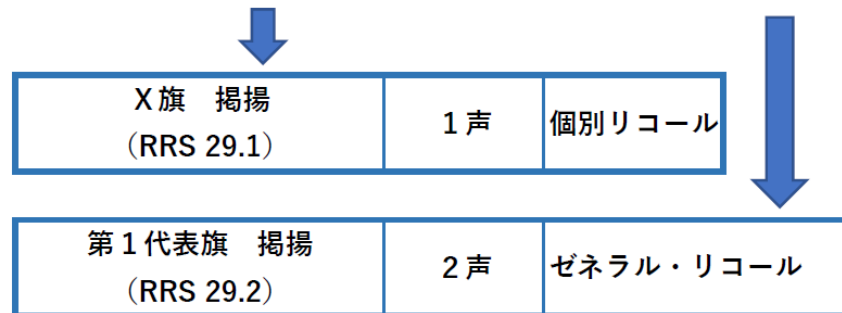 X旗　掲揚
（RRS 29.1）
1声
個別リコール
第1代表旗　掲揚
（RRS 29.2）
2声
ゼネラル・リコール